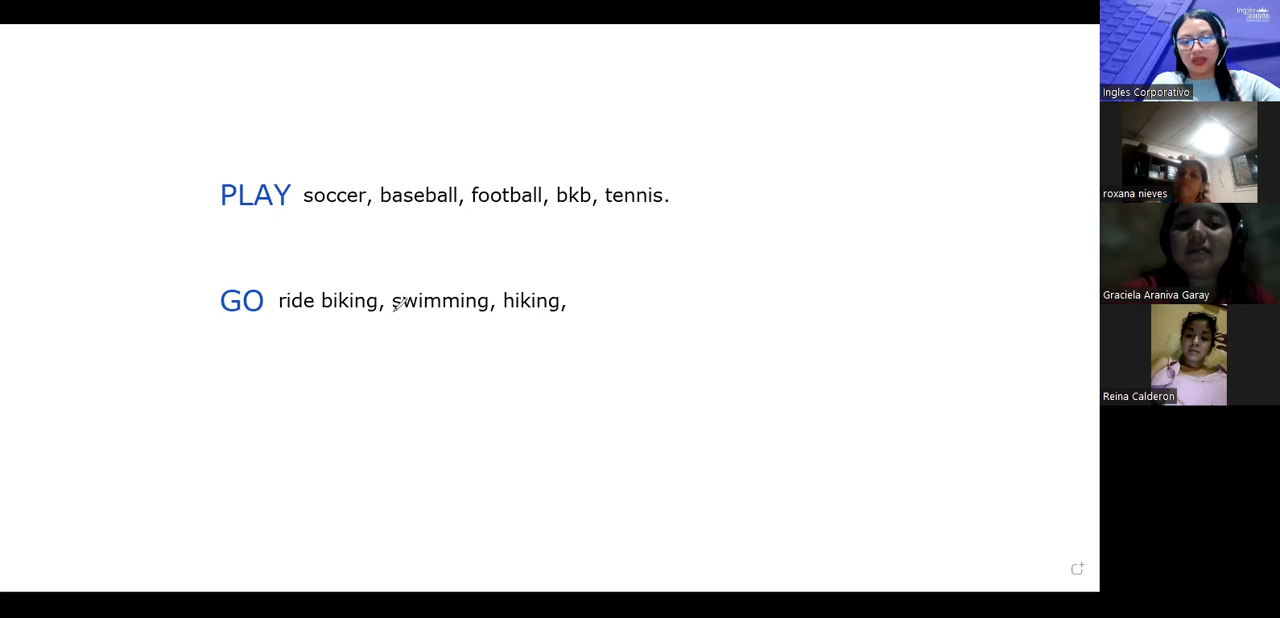 PLAY soccer, baseball, football, bkb, tennis.
GO ride biking, swimming, hiking,
Ingles
Ingles Corporativo
roxana nieves
Graciela Araniva Garay
Reina Calderon